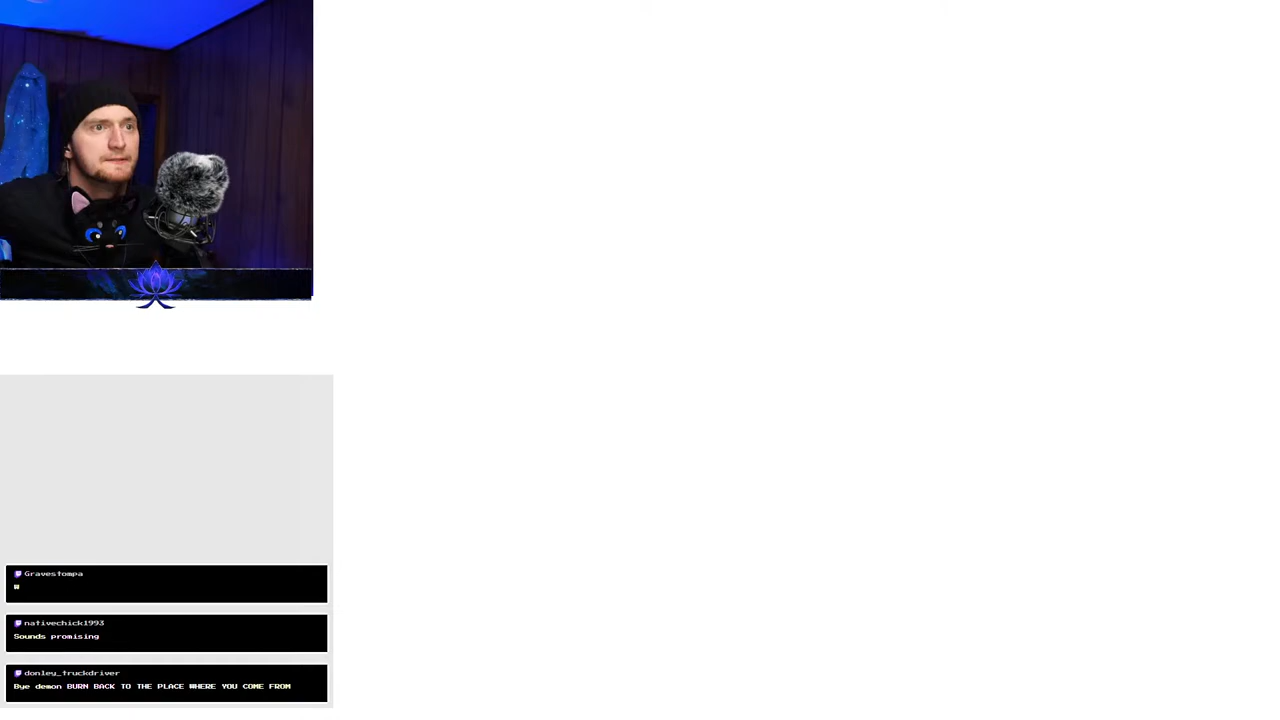 Gravestompa
W
nativechick1993
Sounds promising
donley_truckdriver
Bye demon BURN BACK TO THE PLACE WHERE YOU COME FROM